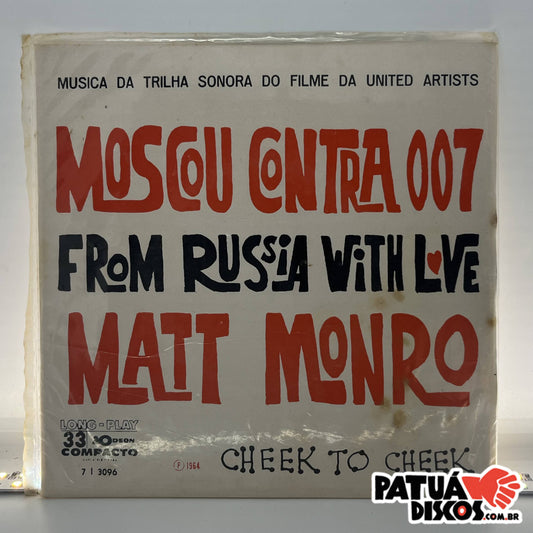 MUSICA DA TRILHA SONORA DO FILME DA UNITED ARTISTS
MOSCOU CONTRA 007
FROM RUSSIA WITH LOVE
MATT MONRO
LONG-PLAY
33 ODEON
COMPACTO
7 I 3096
Ⓟ 1964
CHEEK TO CHEEK
PATUÁ
DISCOS.COM.BR